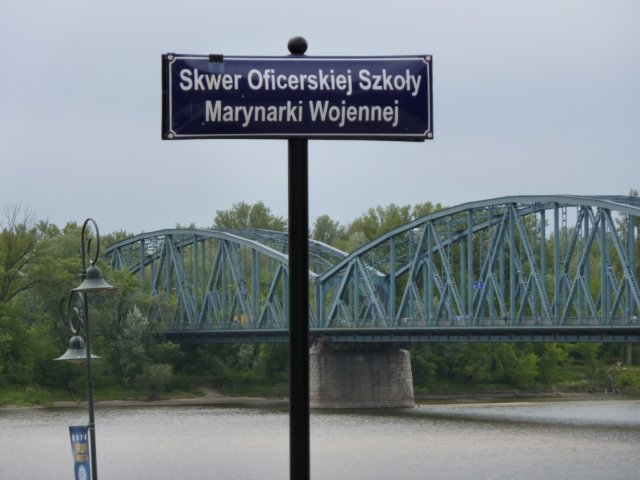 Skwer Oficerskiej Szkoły
Marynarki Wojennej